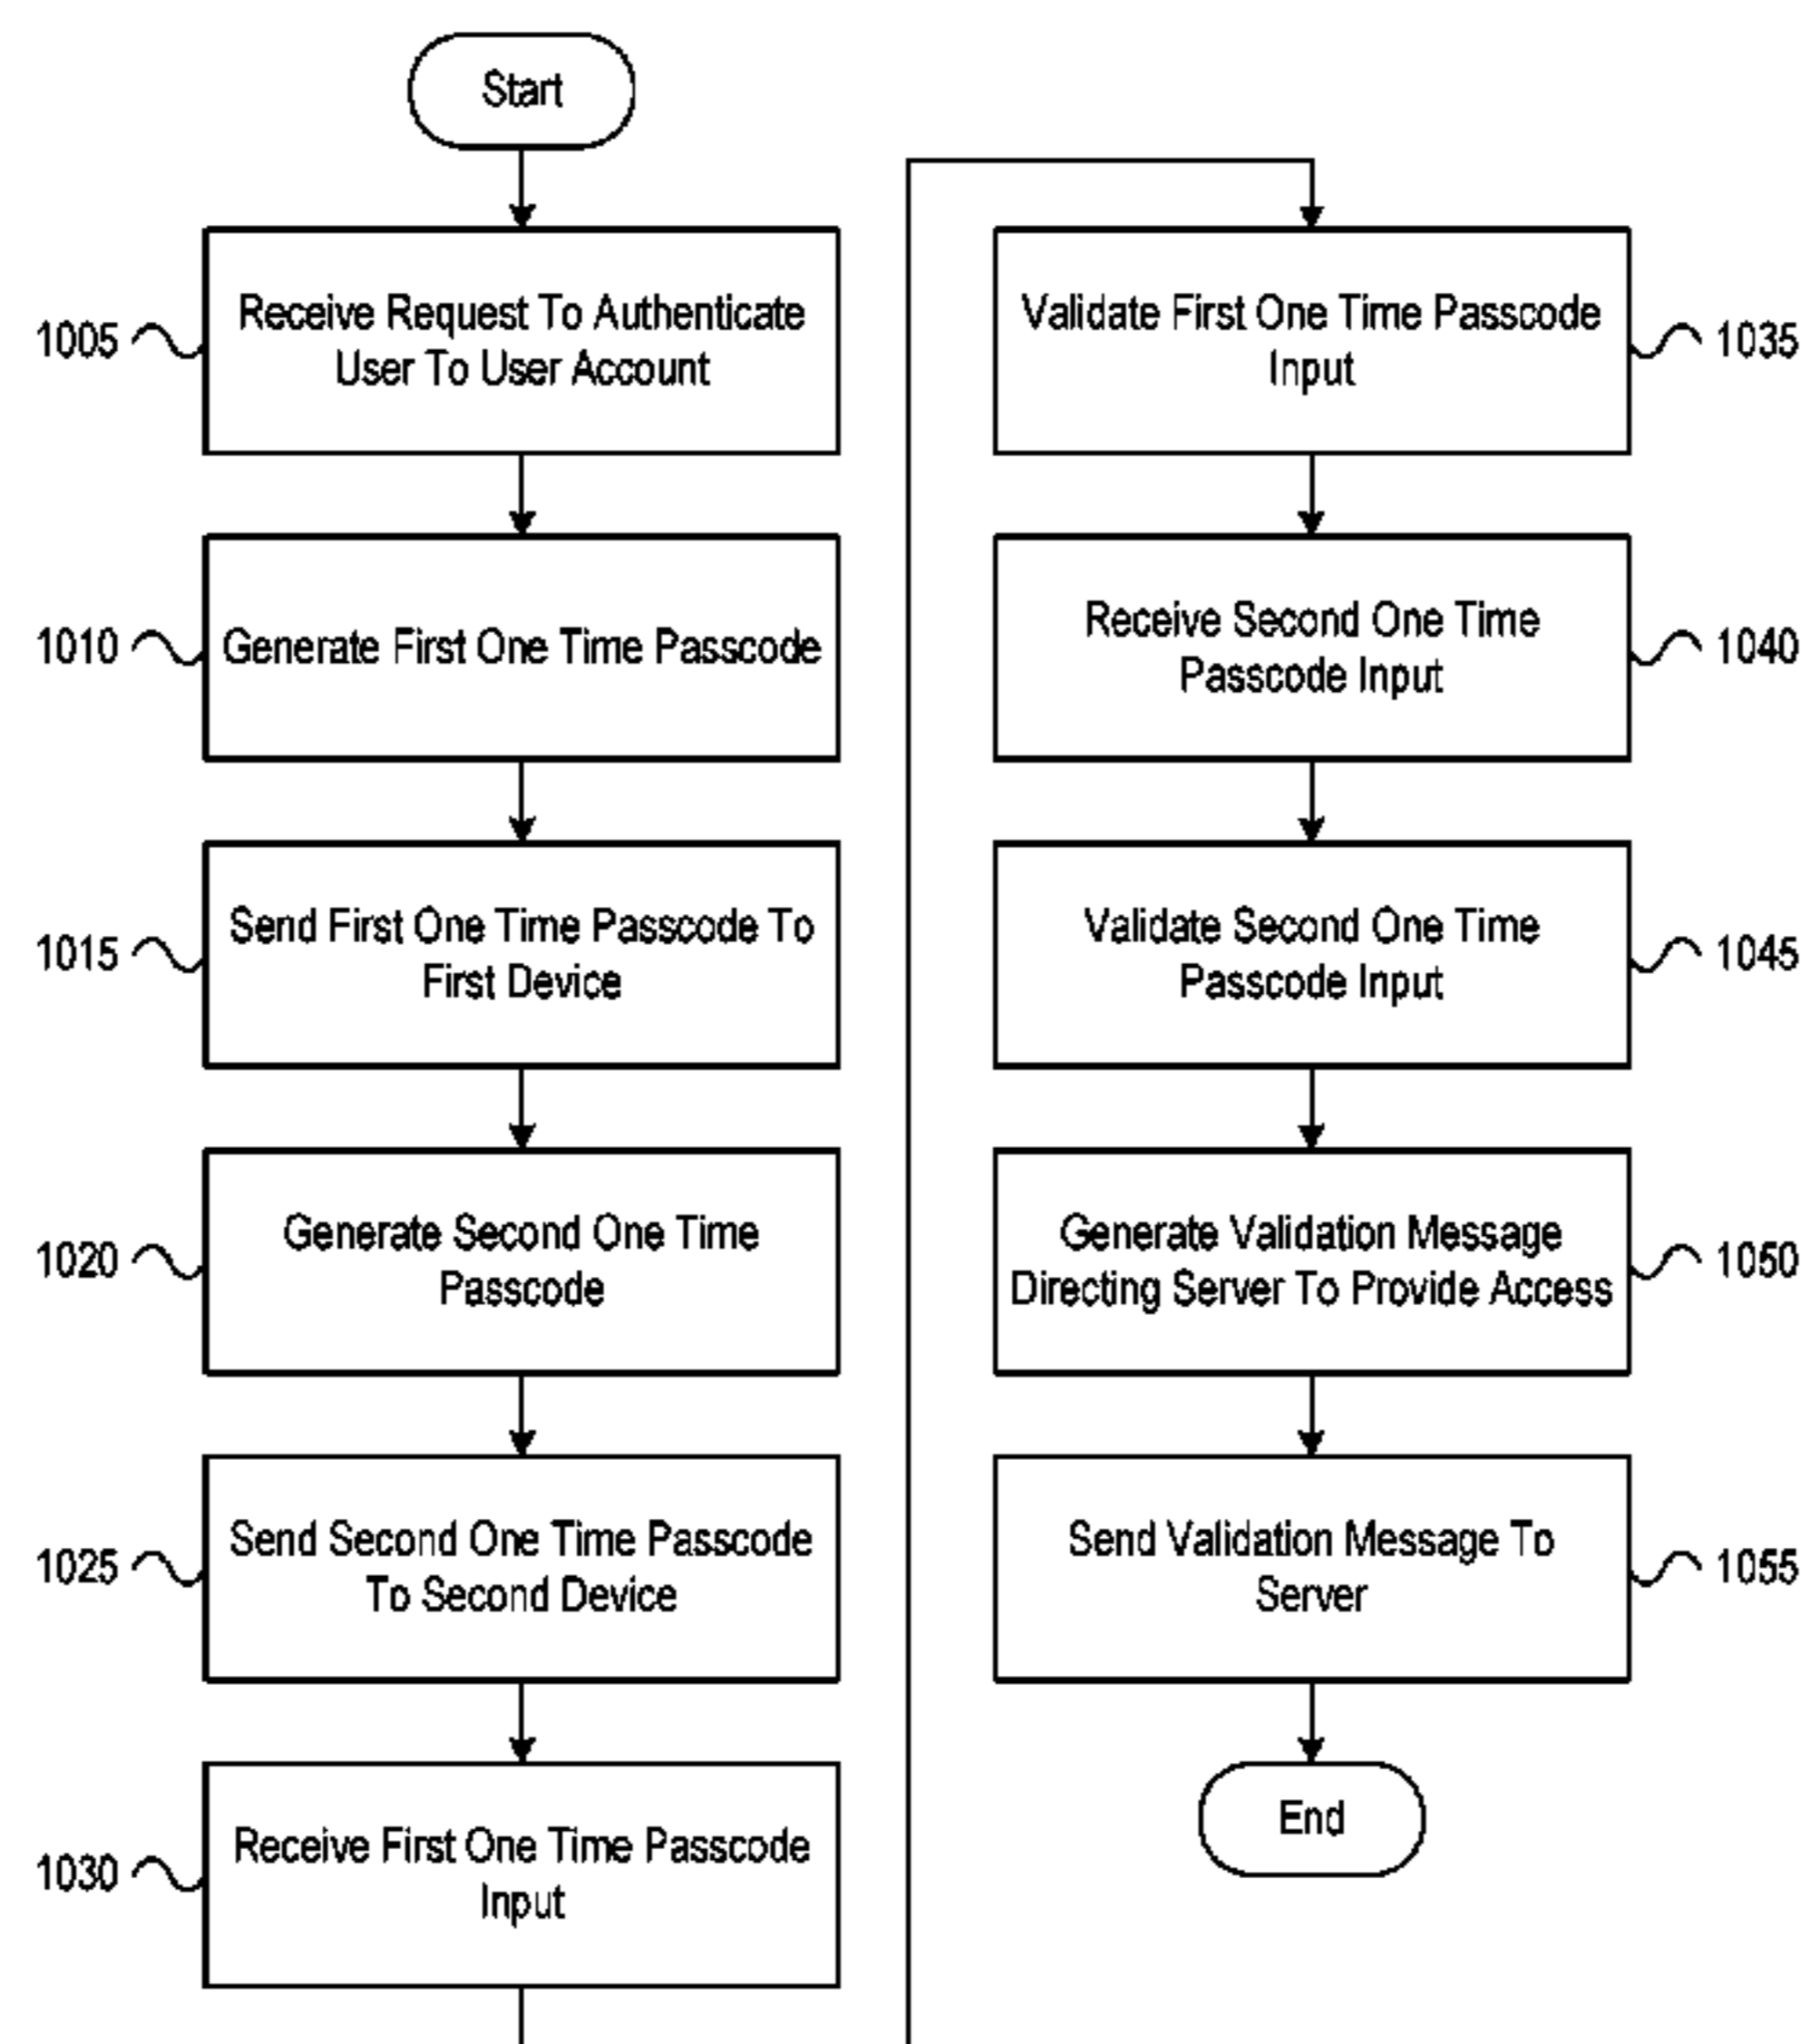 Start
1005
Receive Request To Authenticate
User To User Account
1010
Generate First One Time Passcode
1015
Send First One Time Passcode To
First Device
1020
Generate Second One Time
Passcode
1025
Send Second One Time Passcode
To Second Device
1030
Receive First One Time Passcode
Input
Validate First One Time Passcode
Input
1035
Receive Second One Time
Passcode Input
1040
Validate Second One Time
Passcode Input
1045
Generate Validation Message
Directing Server To Provide Access
1050
Send Validation Message To
Server
1055
End